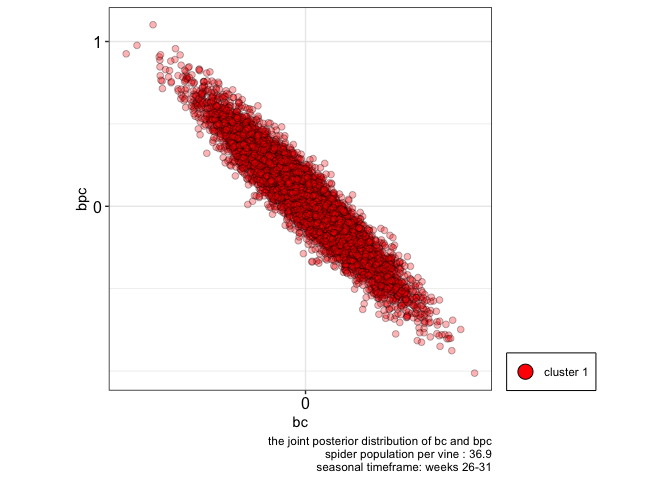 1
bpc
0
0
bc
cluster 1
the joint posterior distribution of bc and bpc
spider population per vine : 36.9
seasonal timeframe: weeks 26-31